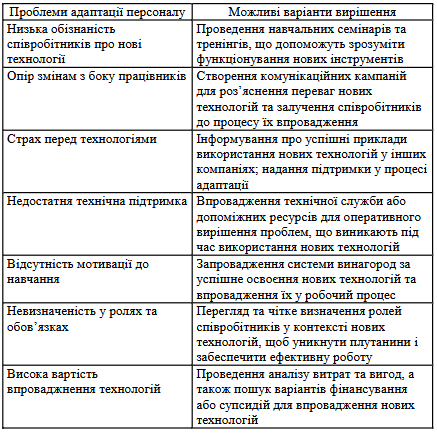 Проблеми адаптації персоналу
Можливі варіанти вирішення
Низька обізнаність
співробітників про нові
технології
Проведення навчальних семінарів та
тренінгів, що допоможуть зрозуміти
функціонування нових інструментів
Опір змінам з боку працівників
Створення комунікаційних кампаній
для роз’яснення переваг нових
технологій та залучення співробітників
до процесу їх впровадження
Страх перед технологіями
Інформування про успішні приклади
використання нових технологій у інших
компаніях; надання підтримки у процесі
адаптації
Недостатня технічна підтримка
Впровадження технічної служби або
допоміжних ресурсів для оперативного
вирішення проблем, що виникають під
час використання нових технологій
Відсутність мотивації до
навчання
Запровадження системи винагород за
успішне освоєння нових технологій та
впровадження їх у робочий процес
Невизначеність у ролях та
обов’язках
Перегляд та чітке визначення ролей
співробітників у контексті нових
технологій, щоб уникнути плутанини і
забезпечити ефективну роботу
Висока вартість
впровадження технологій
Проведення аналізу витрат та вигод, а
також пошук варіантів фінансування
або субсидій для впровадження нових
технологій